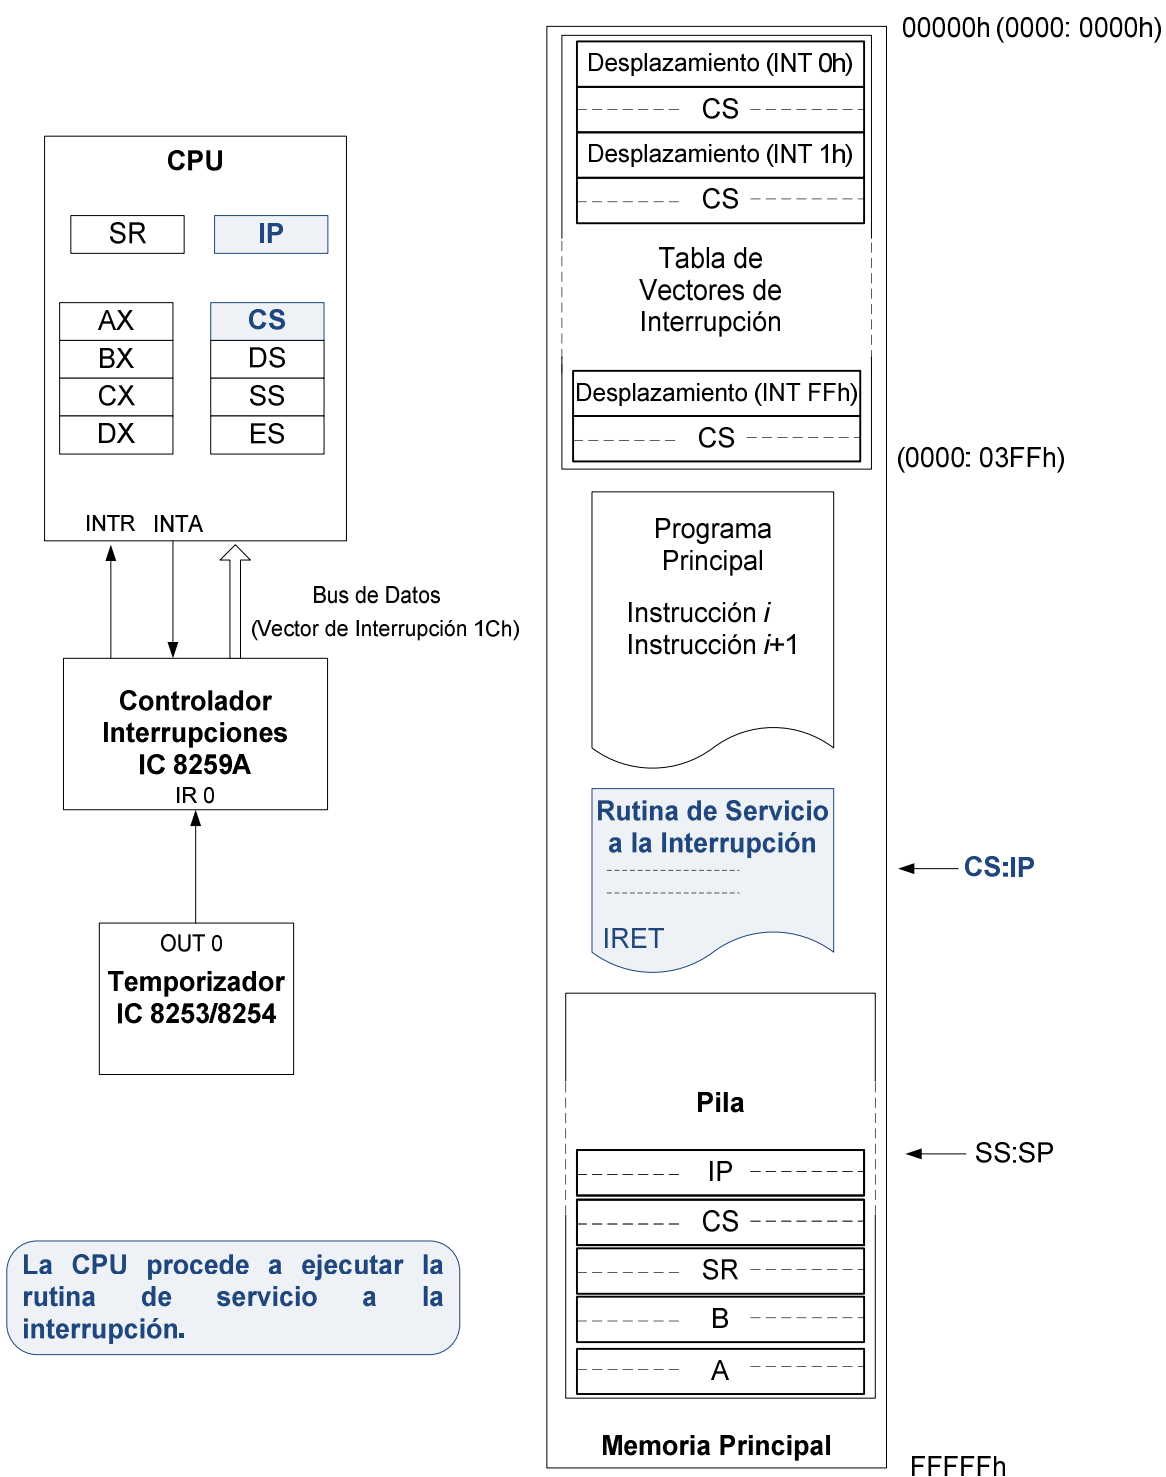 CPU
SR
IP
AX
BX
CX
DX
CS
DS
SS
ES
INTR
INTA
Bus de Datos
(Vector de Interrupción 1Ch)
Controlador
Interrupciones
IC 8259A
IR 0
OUT 0
Temporizador
IC 8253/8254
La CPU procede a ejecutar la
rutina de servicio a la
interrupción.
00000h (0000: 0000h)
Desplazamiento (INT 0h)
CS
Desplazamiento (INT 1h)
CS
Tabla de
Vectores de
Interrupción
Desplazamiento (INT FFh)
CS
(0000: 03FFh)
Programa
Principal
Instrucción i
Instrucción i+1
Rutina de Servicio
a la Interrupción
IRET
CS:IP
Pila
SS:SP
IP
CS
SR
B
A
Memoria Principal
FFFFFh